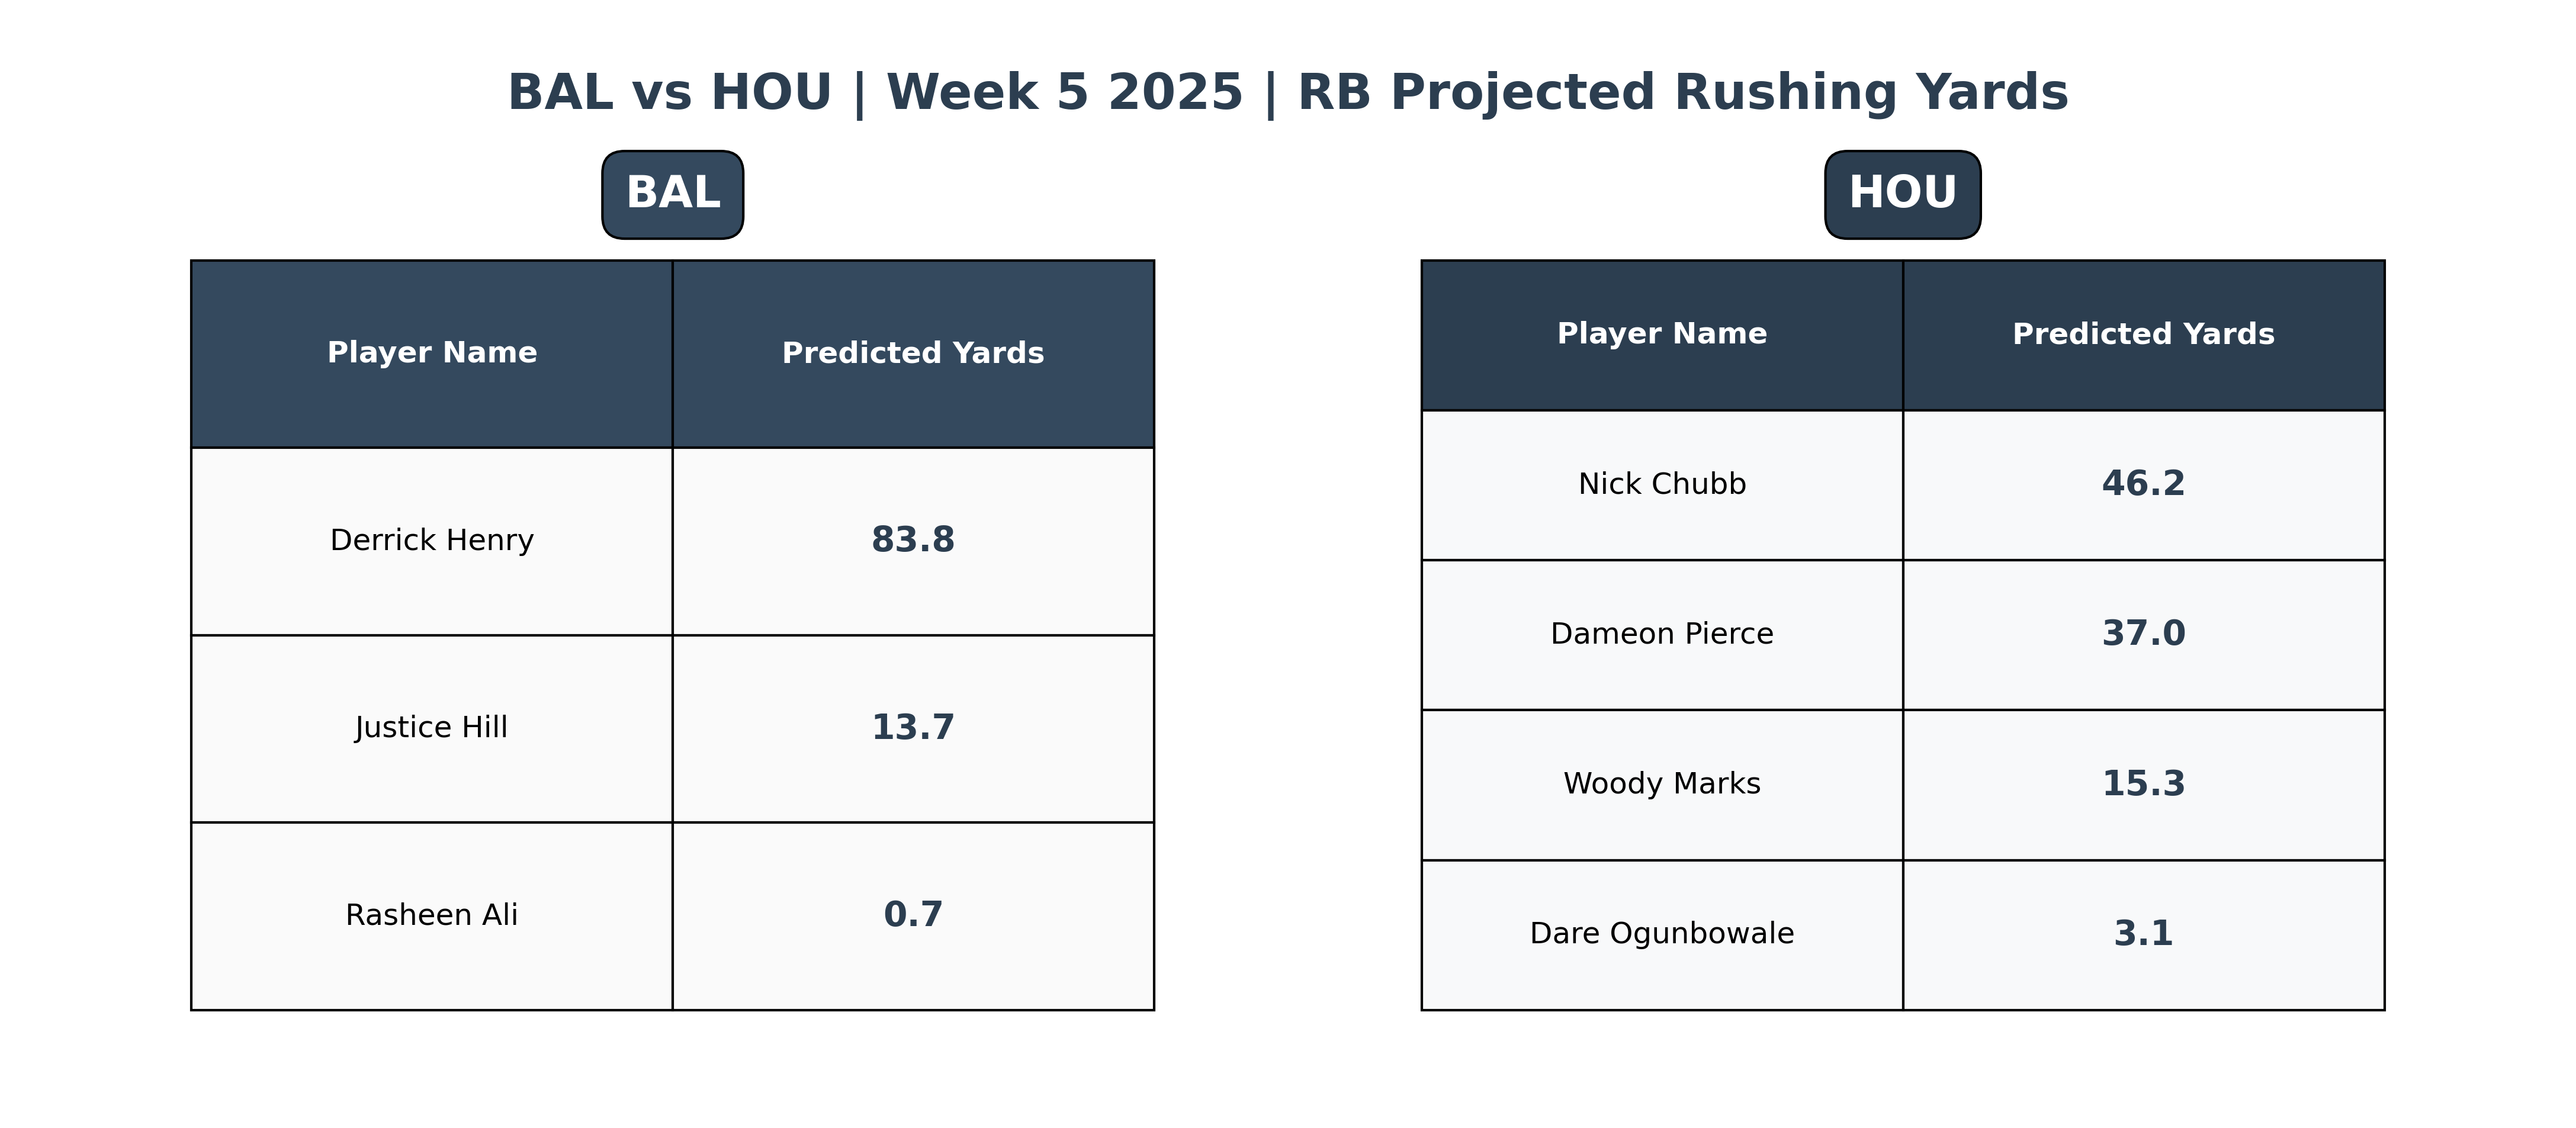 BAL vs HOU | Week 5 2025 | RB Projected Rushing Yards
BAL
Player Name Predicted Yards
Derrick Henry 83.8
Justice Hill 13.7
Rasheen Ali 0.7
HOU
Player Name Predicted Yards
Nick Chubb 46.2
Dameon Pierce 37.0
Woody Marks 15.3
Dare Ogunbowale 3.1